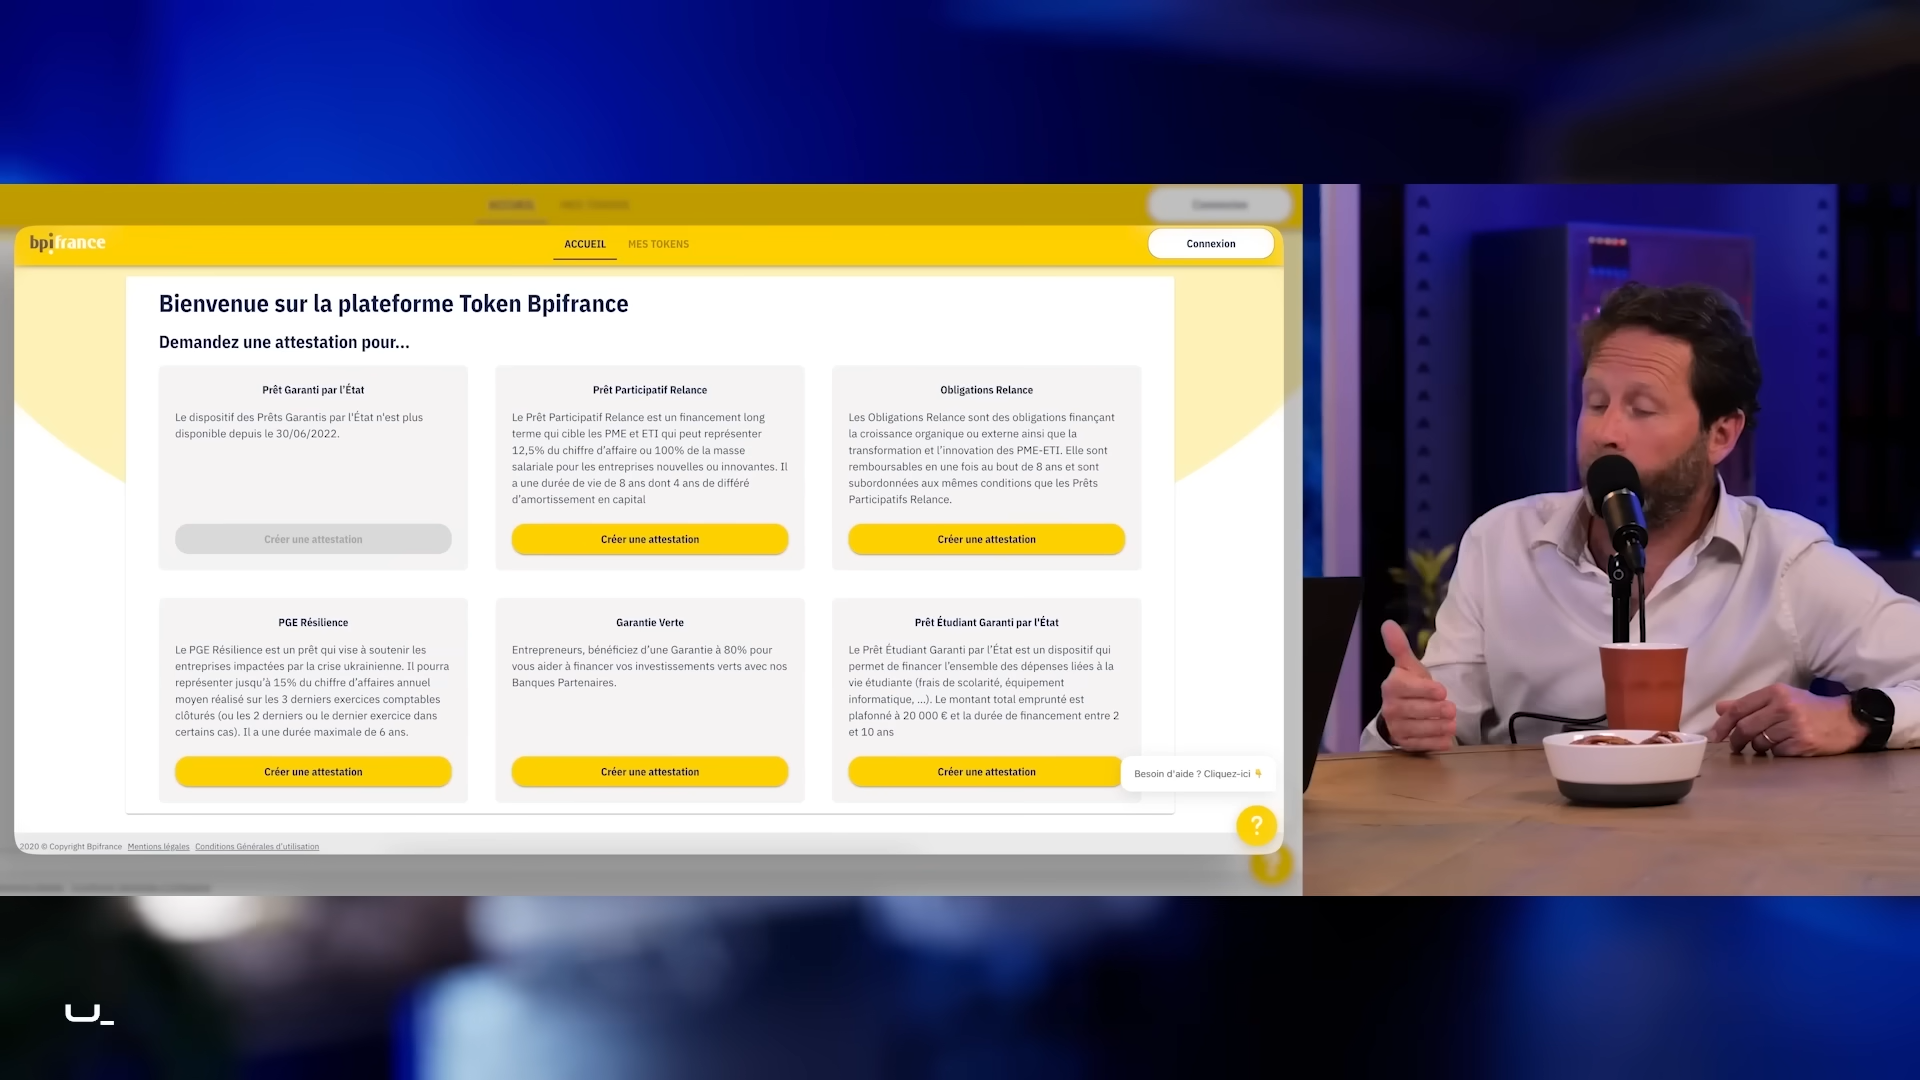 bpifrance
ACCUEIL
MES TOKENS
Connexion
Bienvenue sur la plateforme Token Bpifrance
Demandez une attestation pour...
Prêt Garanti par l'État
Le dispositif des Prêts Garantis par l'État n'est plus
disponible depuis le 30/06/2022.
Créer une attestation
Prêt Participatif Relance
Le Prêt Participatif Relance est un financement long
terme qui cible les PME et ETI qui peut représenter
12,5% du chiffre d'affaire ou 100% de la masse
salariale pour les entreprises nouvelles ou innovantes. Il
a une durée de vie de 8 ans dont 4 ans de différé
d'amortissement en capital
Créer une attestation
Obligations Relance
Les Obligations Relance sont des obligations finançant
la croissance organique ou externe ainsi que la
transformation et l'innovation des PME-ETI. Elle sont
remboursables en une fois au bout de 8 ans et sont
subordonnées aux mêmes conditions que les Prêts
Participatifs Relance.
Créer une attestation
PGE Résilience
Le PGE Résilience est un prêt qui vise à soutenir les
entreprises impactées par la crise ukrainienne. Il pourra
représenter jusqu'à 15% du chiffre d'affaires annuel
moyen réalisé sur les 3 derniers exercices comptables
clôturés (ou les 2 derniers ou le dernier exercice dans
certains cas). Il a une durée maximale de 6 ans.
Créer une attestation
Garantie Verte
Entrepreneurs, bénéficiez d'une Garantie à 80% pour
vous aider à financer vos investissements verts avec nos
Banques Partenaires.
Créer une attestation
Prêt Étudiant Garanti par l'État
Le Prêt Étudiant Garanti par l'État est un dispositif qui
permet de financer l'ensemble des dépenses liées à la
vie étudiante (frais de scolarité, équipement
informatique, ...). Le montant total emprunté est
plafonné à 20 000 € et la durée de financement entre 2
et 10 ans
Créer une attestation
Besoin d'aide ? Cliquez-ici 👇
?
2020 © Copyright Bpifrance Mentions légales Conditions Générales d'utilisation